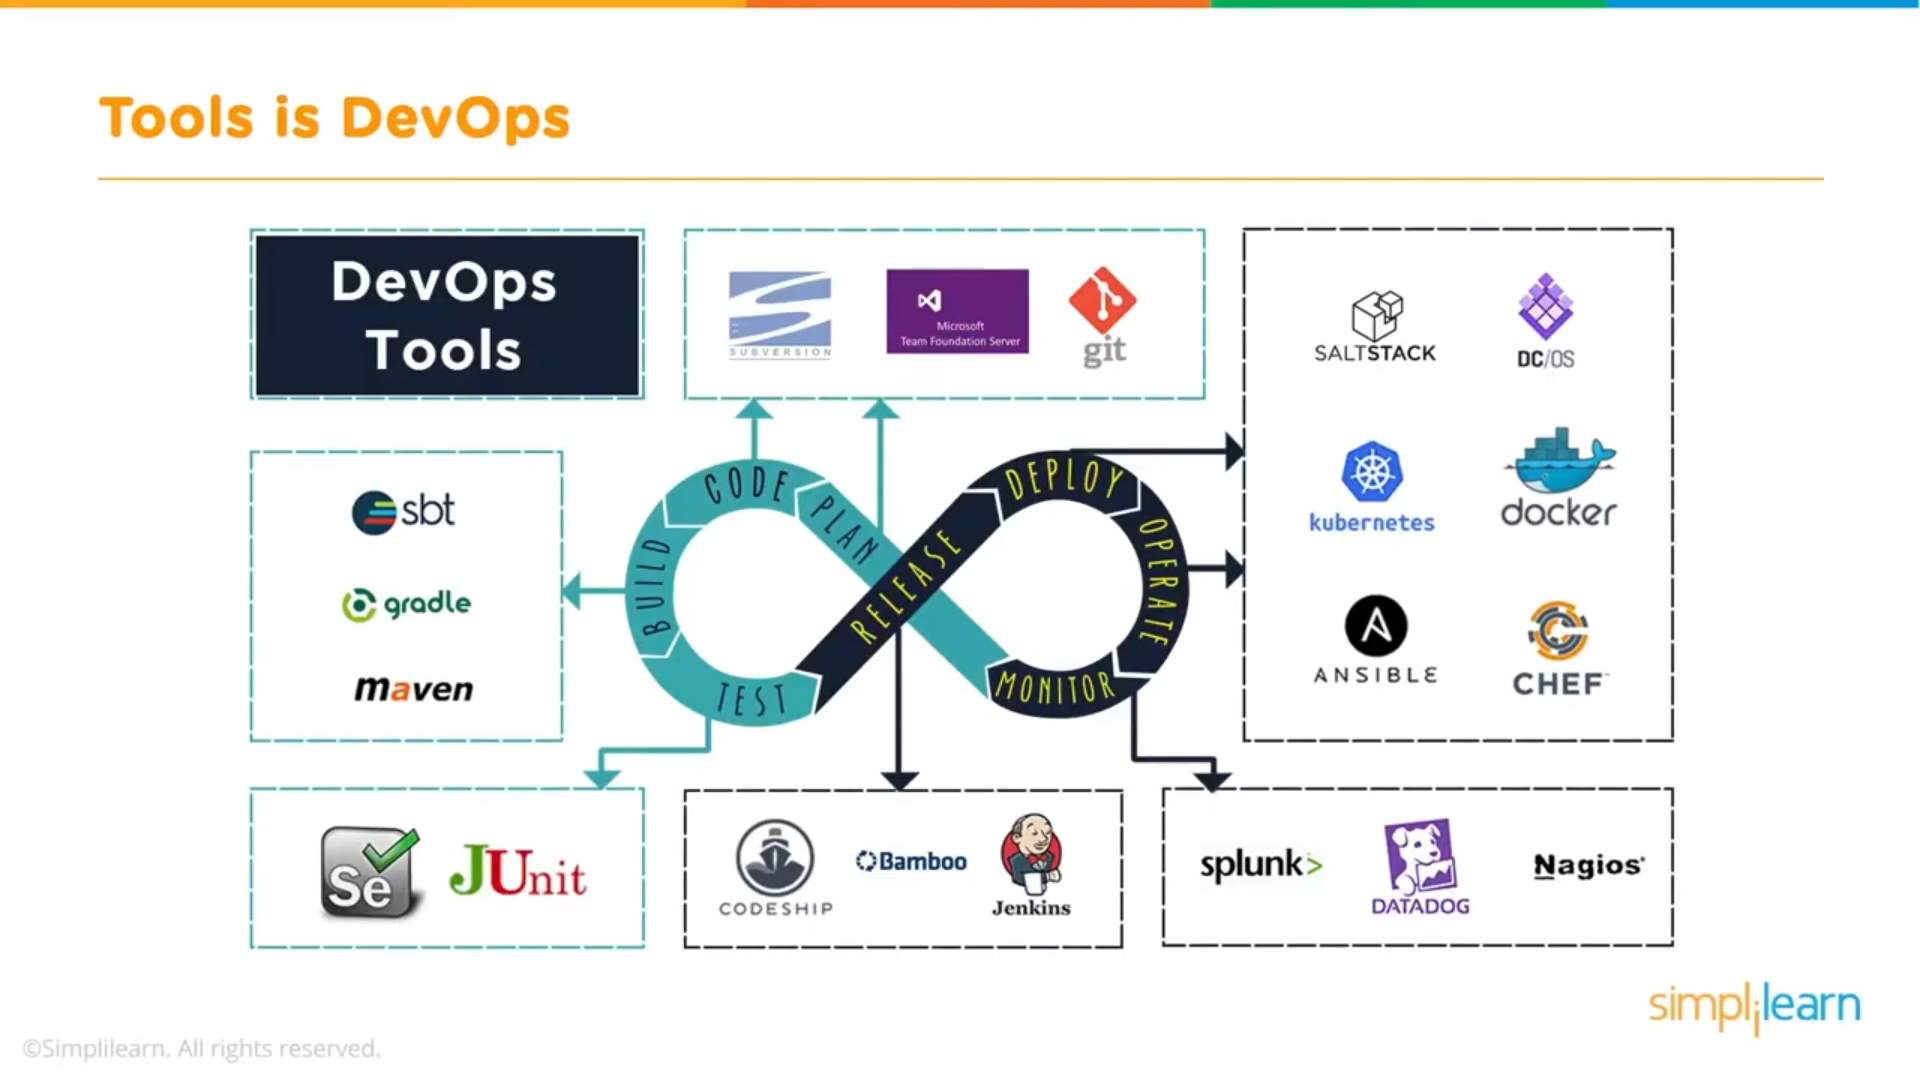 Tools is DevOps
DevOps
Tools
SUBVERSION
Microsoft
Team Foundation Server
git
SALTSTACK
DC/OS
kubernetes
docker
ANSIBLE
CHEF™
sbt
gradle
maven
CODE
PLAN
BUILD
TEST
RELEASE
DEPLOY
OPERATE
MONITOR
Se
JUnit
CODESHIP
Bamboo
Jenkins
splunk>
DATADOG
Nagios®
simplilearn
©Simplilearn. All rights reserved.